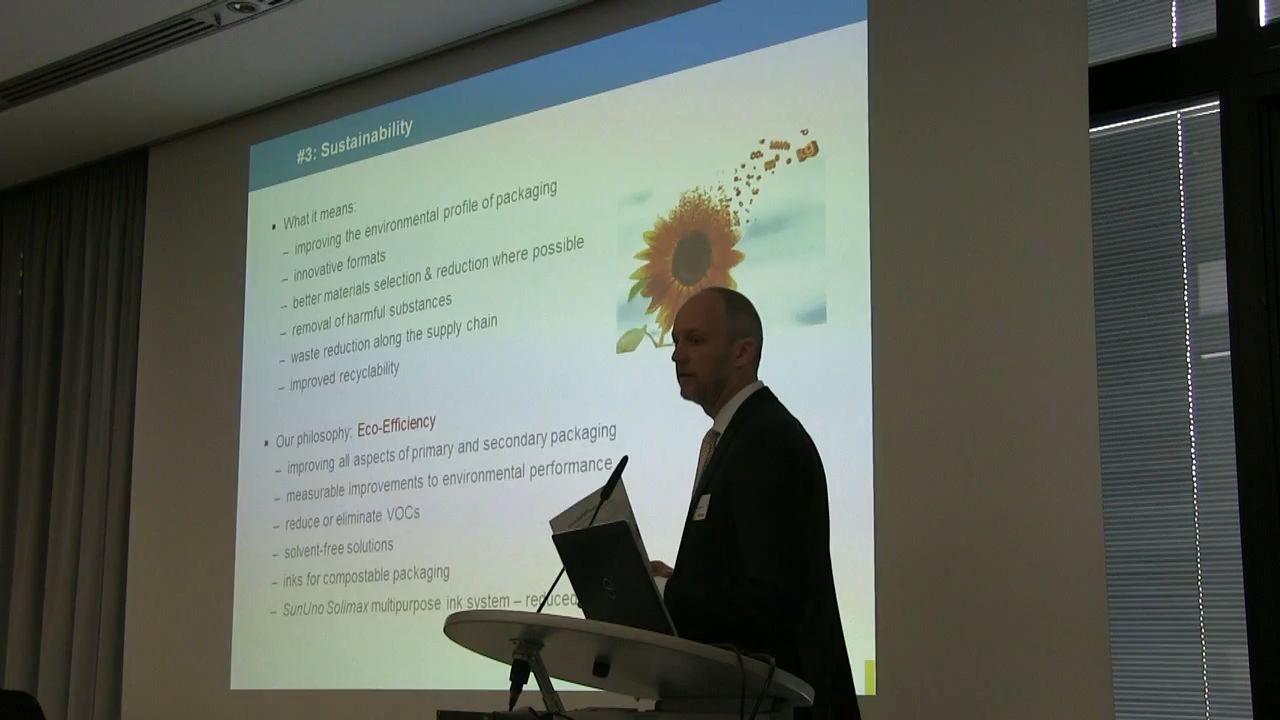 #3: Sustainability
▪ What it means:
– improving the environmental profile of packaging
– innovative formats
– better materials selection & reduction where possible
– removal of harmful substances
– waste reduction along the supply chain
– improved recyclability
▪ Our philosophy: Eco-Efficiency
– improving all aspects of primary and secondary packaging
– measurable improvements to environmental performance
– reduce or eliminate VOCs
– solvent-free solutions
– inks for compostable packaging
– SunUno Solimax multipurpose ink system – reduced